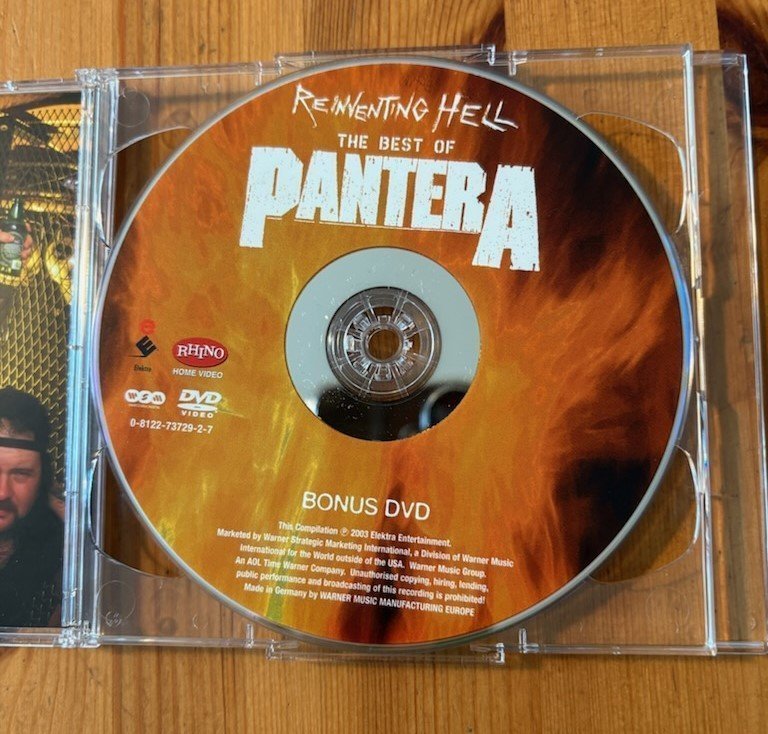 REINVENTING HELL
THE BEST OF
PANTERA
e
E
Elektra
RHINO
HOME VIDEO
DVD
VIDEO
0-8122-73729-2-7
BONUS DVD
This Compilation ℗ 2003 Elektra Entertainment.
Marketed by Warner Strategic Marketing International, a Division of Warner Music
International for the World outside of the USA. Warner Music Group.
An AOL Time Warner Company. Unauthorised copying, hiring, lending,
public performance and broadcasting of this recording is prohibited!
Made in Germany by WARNER MUSIC MANUFACTURING EUROPE